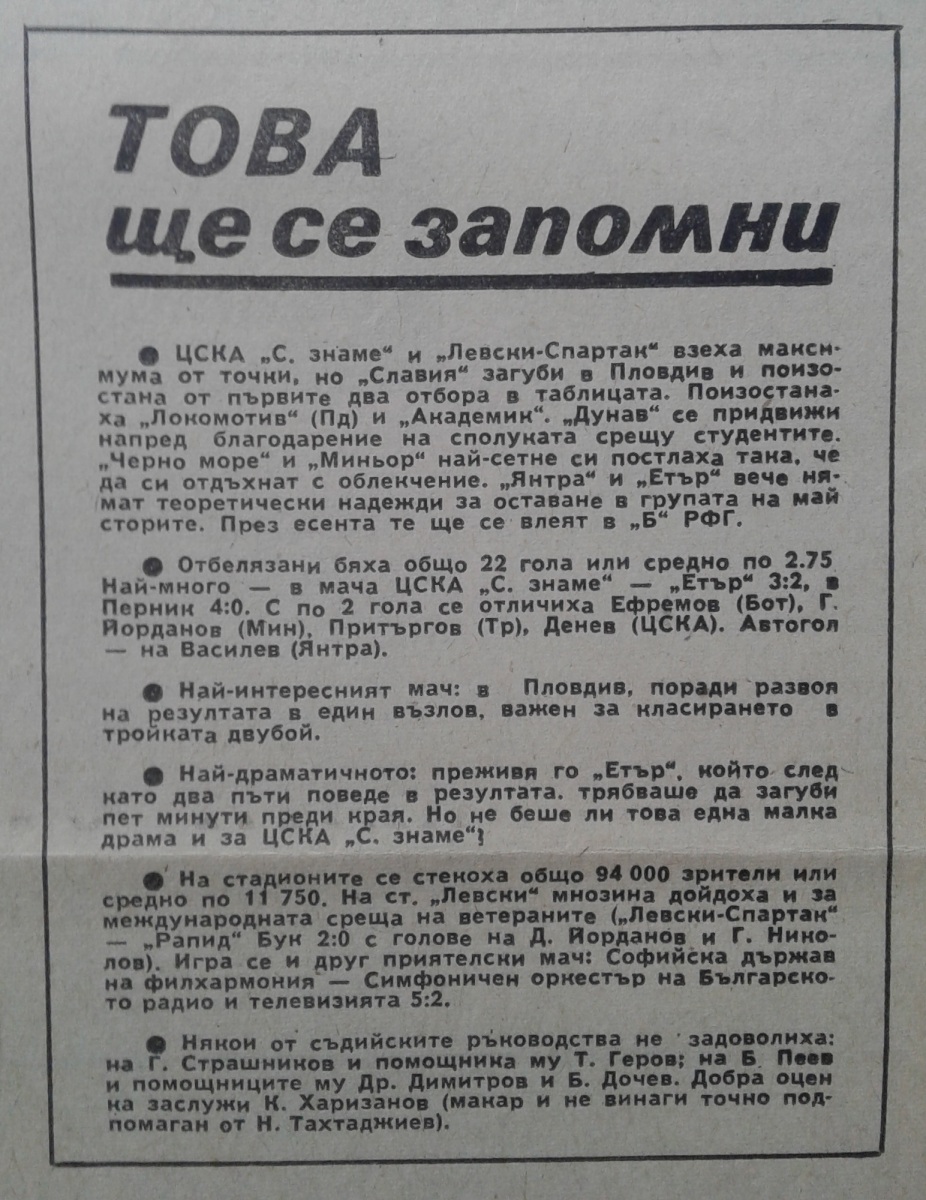 ТОВА
ще се запомни
● ЦСКА „С. знаме“ и „Левски-Спартак“ взеха макси-
мума от точки, но „Славия“ загуби в Пловдив и поизо-
стана от първите два отбора в таблицата. Поизостана-
ха „Локомотив“ (Пд) и „Академик“. „Дунав“ се придвижи
напред благодарение на сполуката срещу студентите.
„Черно море“ и „Миньор“ най-сетне си постлаха така, че
да си отдъхнат с облекчение. „Янтра“ и „Етър“ вече ня-
мат теоретически надежди за оставане в групата на май
сторите. През есента те ще се влеят в „Б“ РФГ.
● Отбелязани бяха общо 22 гола или средно по 2.75
Най-много — в мача ЦСКА „С. знаме“ — „Етър“ 3:2, в
Перник 4:0. С по 2 гола се отличиха Ефремов (Бот), Г.
Йорданов (Мин), Притъргов (Тр), Денев (ЦСКА). Автогол
— на Василев (Янтра).
● Най-интересният мач: в Пловдив, поради развоя
на резултата в един възлов, важен за класирането в
тройката двубой.
● Най-драматичното: преживя го „Етър“, който след
като два пъти поведе в резултата. трябваше да загуби
пет минути преди края. Но не беше ли това една малка
драма и за ЦСКА „С. знаме“?
● На стадионите се стекоха общо 94 000 зрители или
средно по 11 750. На ст. „Левски“ мнозина дойдоха и за
международната среща на ветераните („Левски-Спартак“
— „Рапид“ Бук 2:0 с голове на Д. Йорданов и Г. Нико-
лов). Игра се и друг приятелски мач: Софийска държав
на филхармония — Симфоничен оркестър на Българско-
то радио и телевизията 5:2.
● Някои от съдийските ръководства не задоволиха:
на Г. Страшников и помощника му Т. Геров; на Б. Пеев
и помощниците му Др. Димитров и Б. Дочев. Добра оцен
ка заслужи К. Харизанов (макар и не винаги точно под-
помаган от Н. Тахтаджиев).